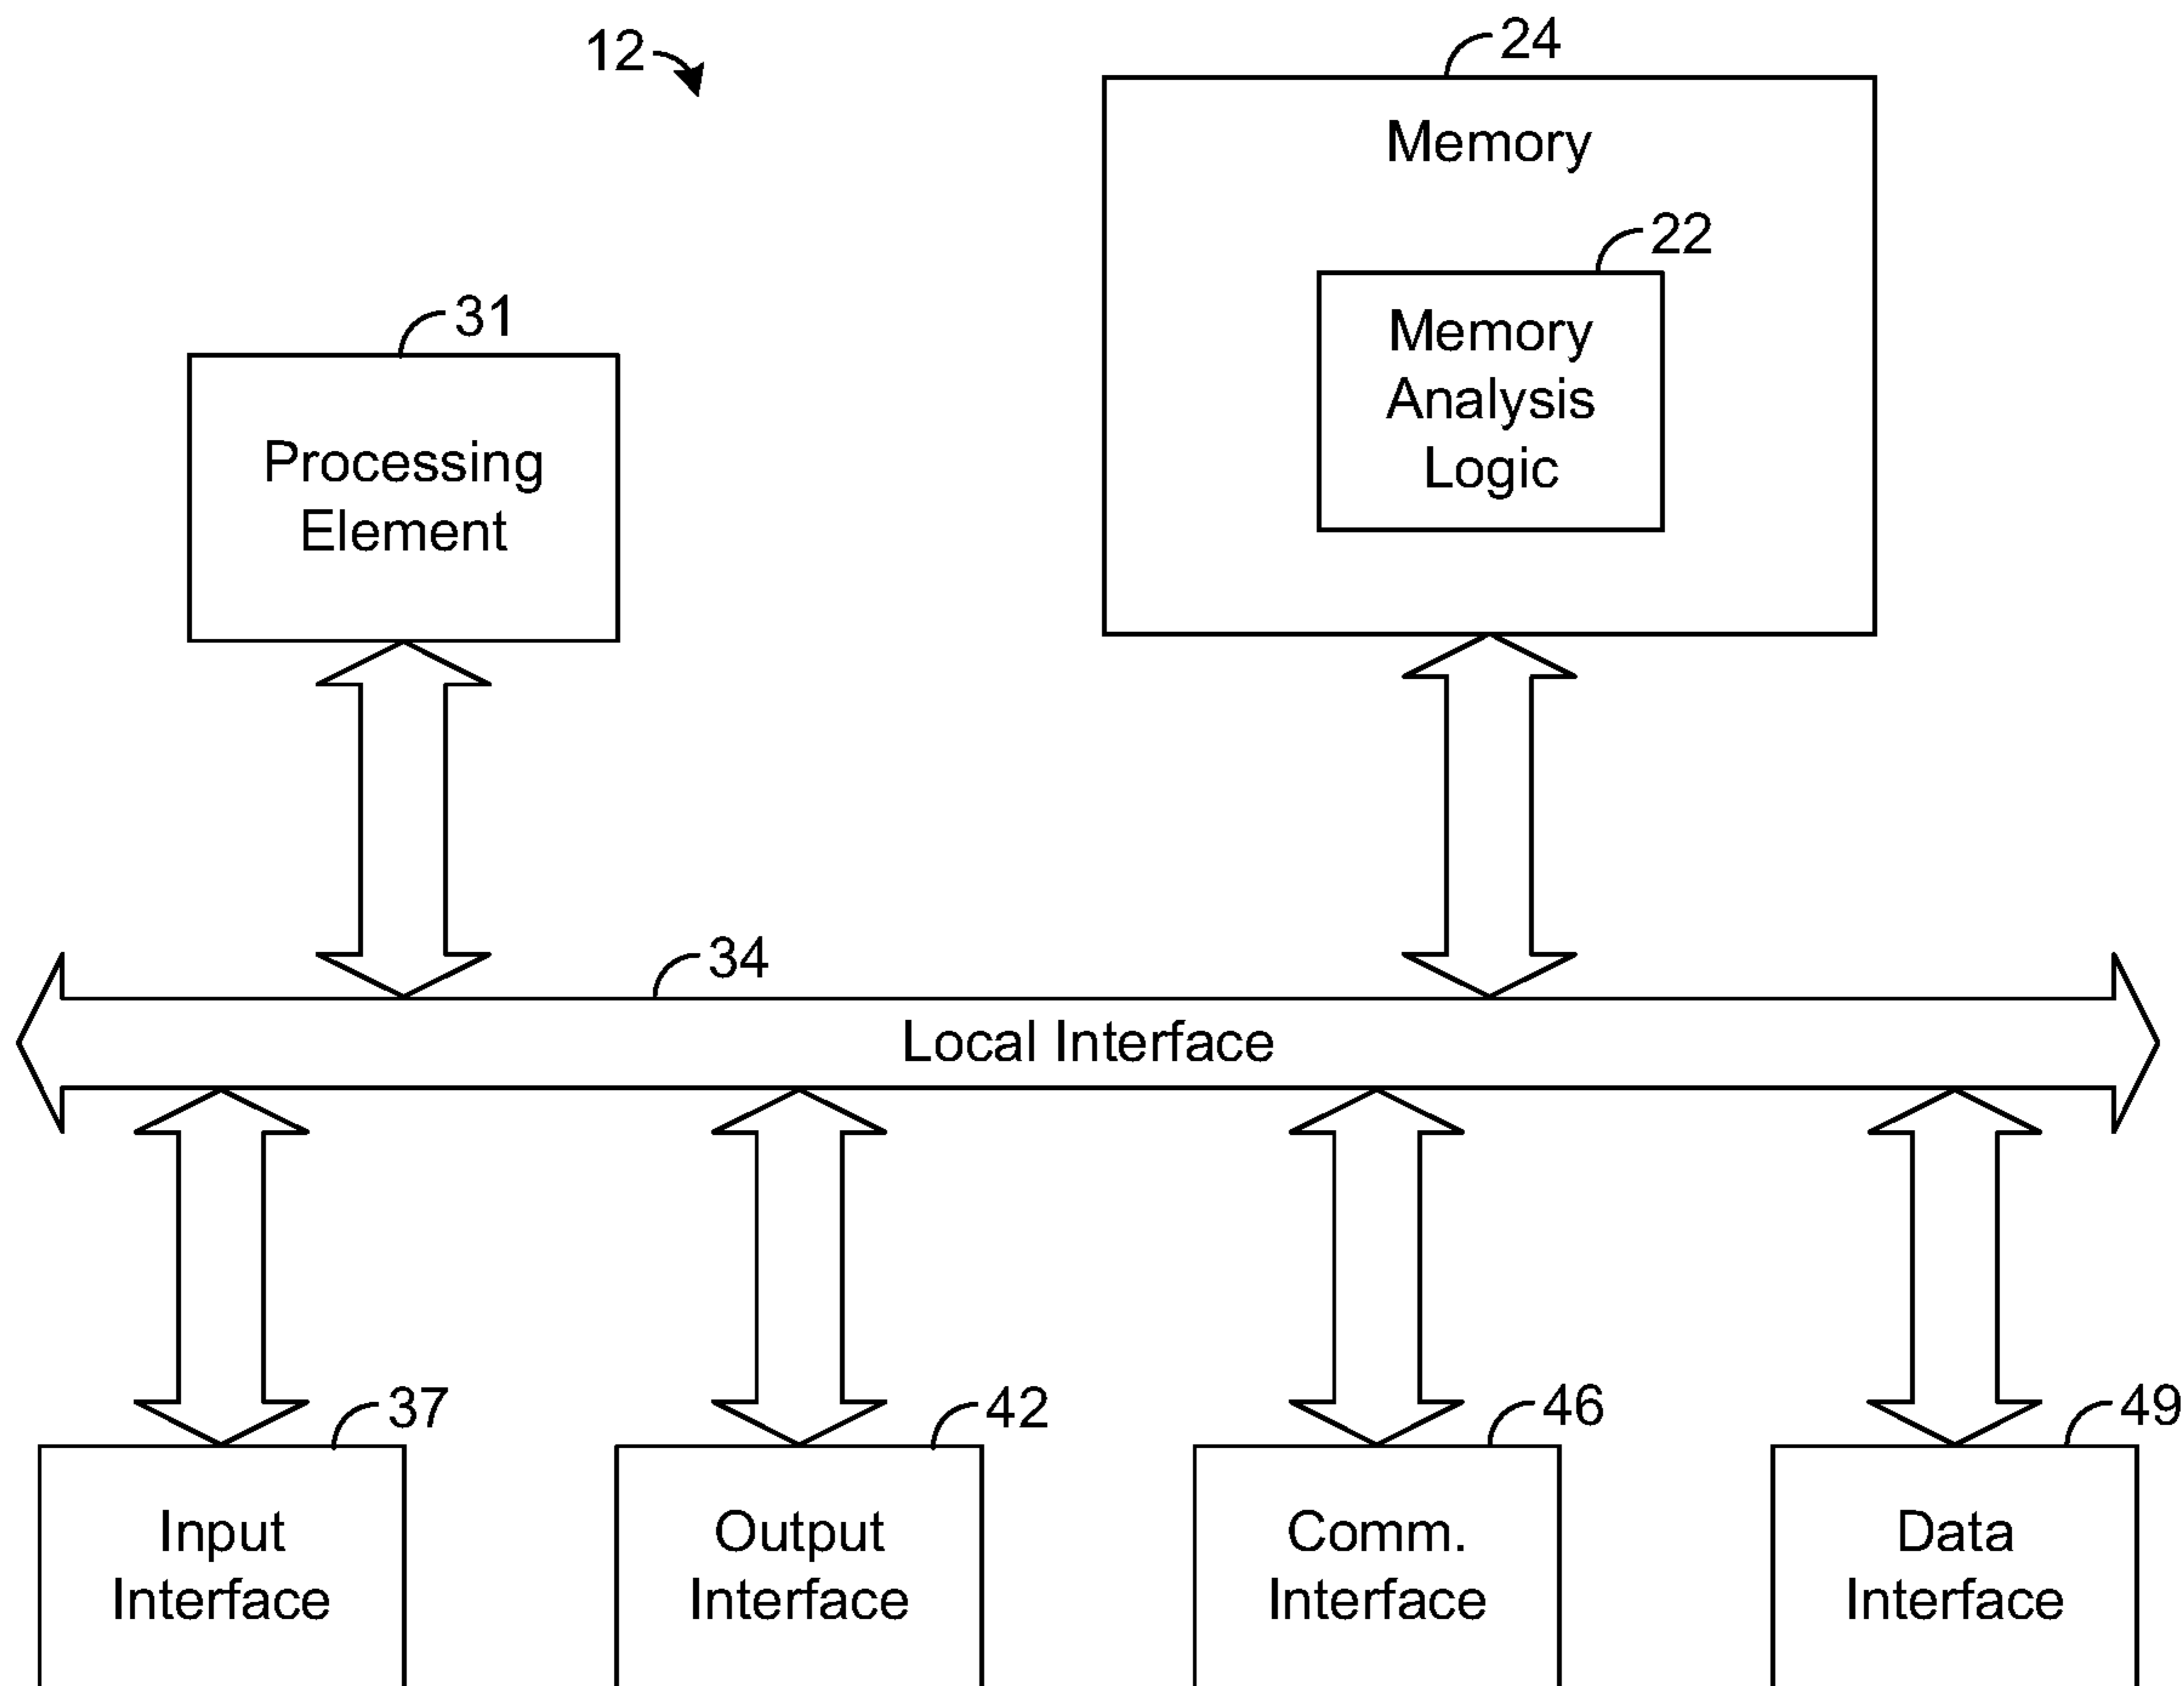 12
24
Memory
22
Memory
Analysis
Logic
31
Processing
Element
34
Local Interface
37
Input
Interface
42
Output
Interface
46
Comm.
Interface
49
Data
Interface